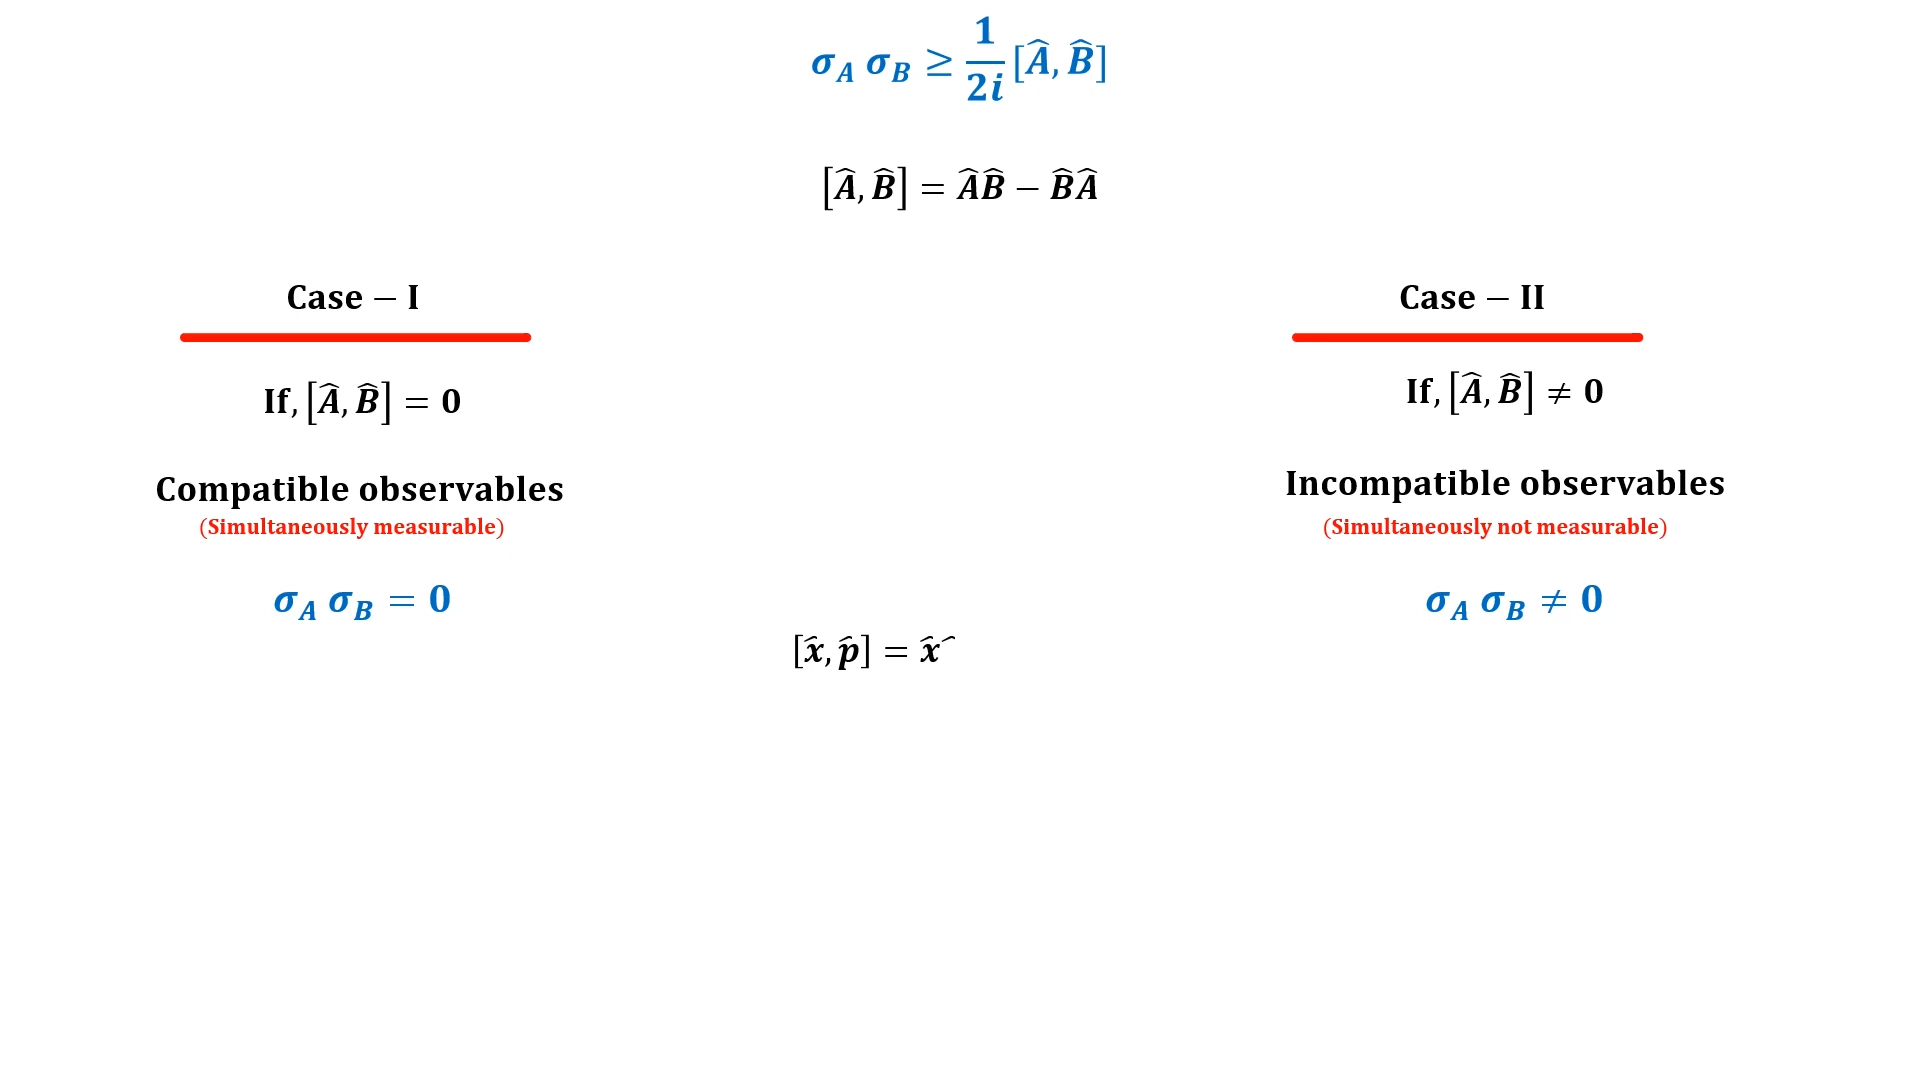 σ_A σ_B ≥ 1/2i [Â, B̂]
[Â, B̂] = ÂB̂ − B̂Â
Case − I
If, [Â, B̂] = 0
Compatible observables
(Simultaneously measurable)
σ_A σ_B = 0
Case − II
If, [Â, B̂] ≠ 0
Incompatible observables
(Simultaneously not measurable)
σ_A σ_B ≠ 0
[x̂, p̂] = x̂